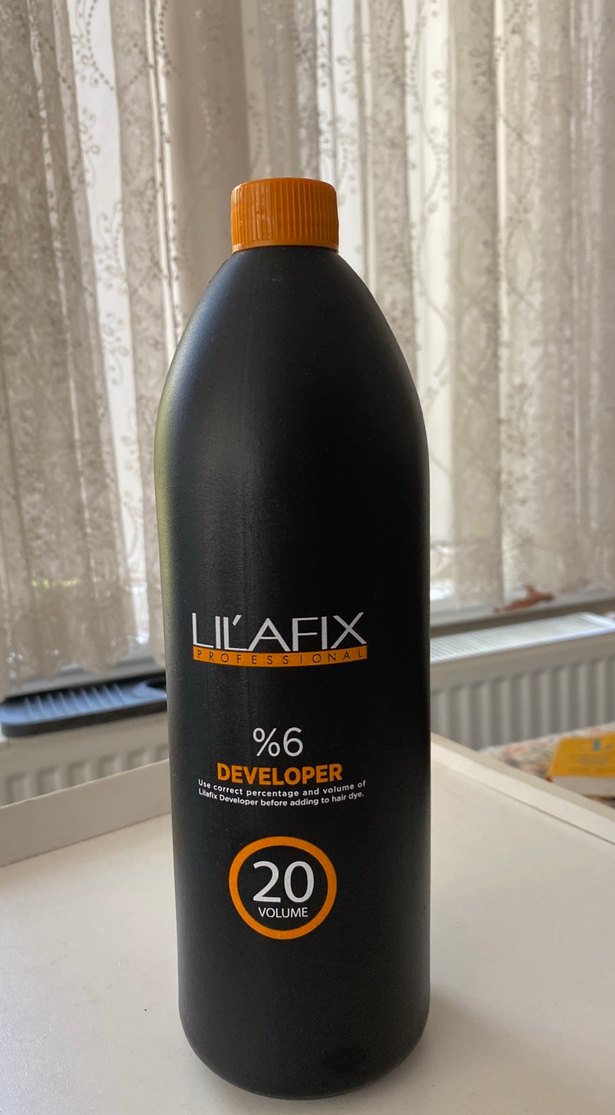 LIL'AFIX
PROFESSIONAL
%6
DEVELOPER
Use correct percentage and volume of
Lilafix Developer before adding to hair dye.
20
VOLUME